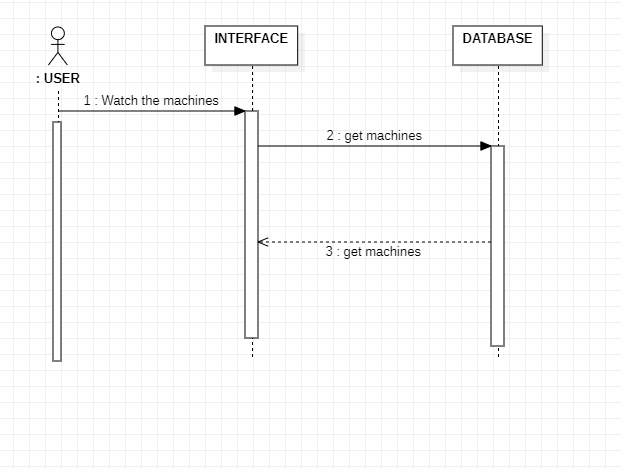 INTERFACE
DATABASE
: USER
1 : Watch the machines
2 : get machines
3 : get machines